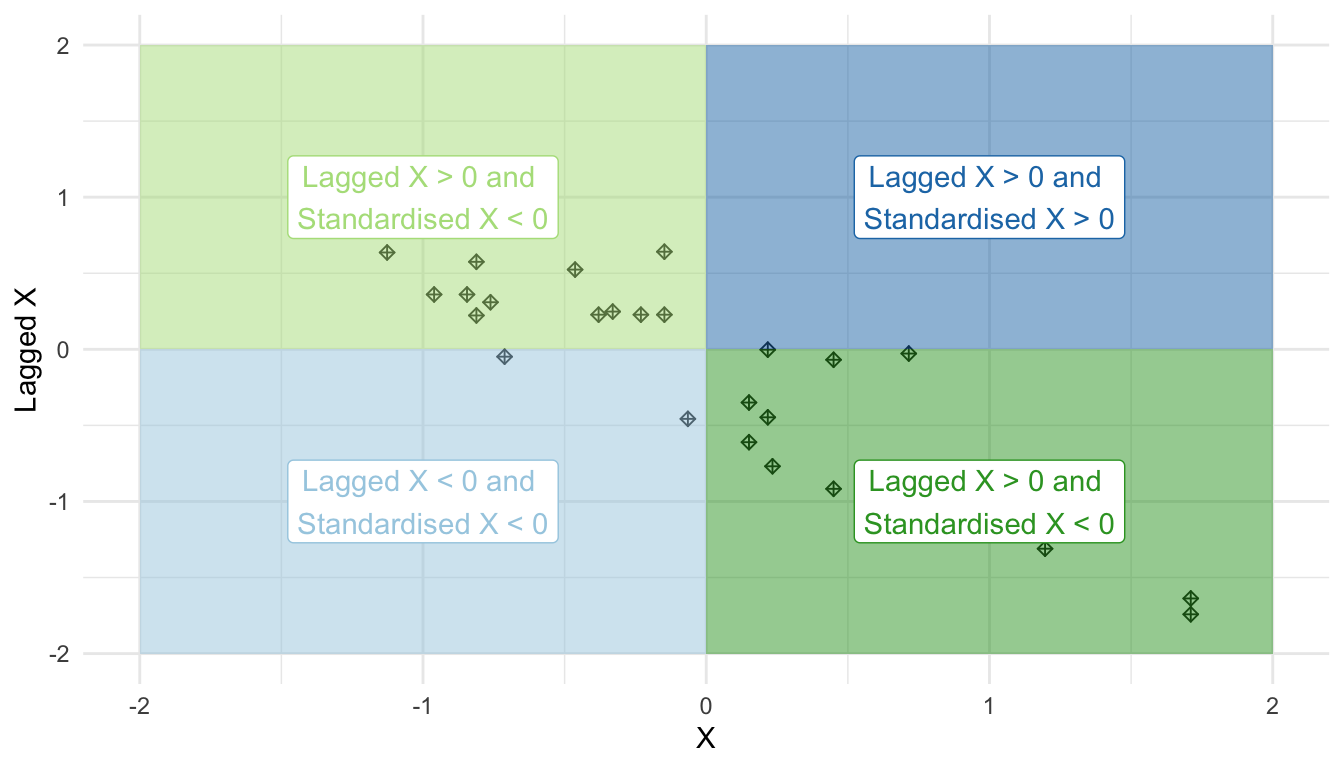 2
Lagged X > 0 and
Standardised X < 0
Lagged X > 0 and
Standardised X > 0
1
Lagged X
0
Lagged X < 0 and
Standardised X < 0
Lagged X > 0 and
Standardised X < 0
-1
-2
-2
-1
0
1
2
X